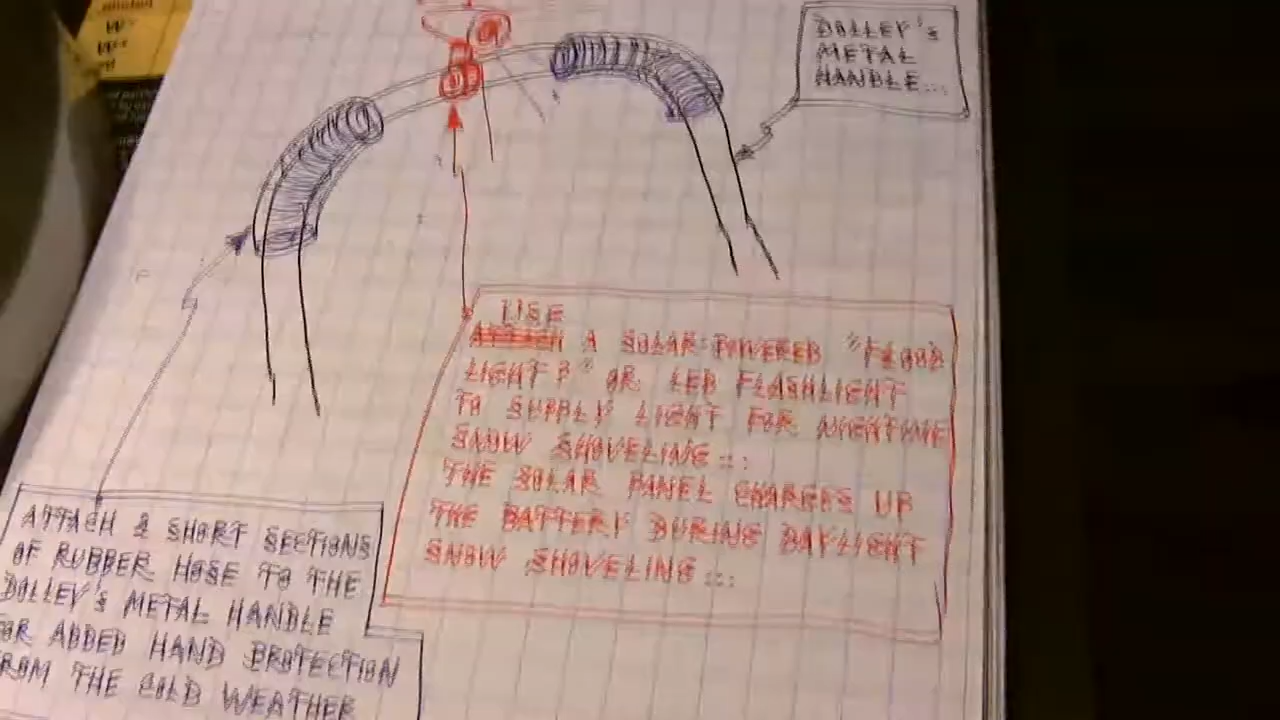 DOLLEY'S
METAL
HANDLE...
USE
ATTACH A SOLAR POWERED "FLOOD
LIGHT" OR LED FLASHLIGHT
TO SUPPLY LIGHT FOR NIGHTIME
SNOW SHOVELING :::
THE SOLAR PANEL CHARGES UP
THE BATTERY DURING DAYLIGHT
SNOW SHOVELING :::
ATTACH 2 SHORT SECTIONS
OF RUBBER HOSE TO THE
DOLLEY'S METAL HANDLE
FOR ADDED HAND PROTECTION
FROM THE COLD WEATHER